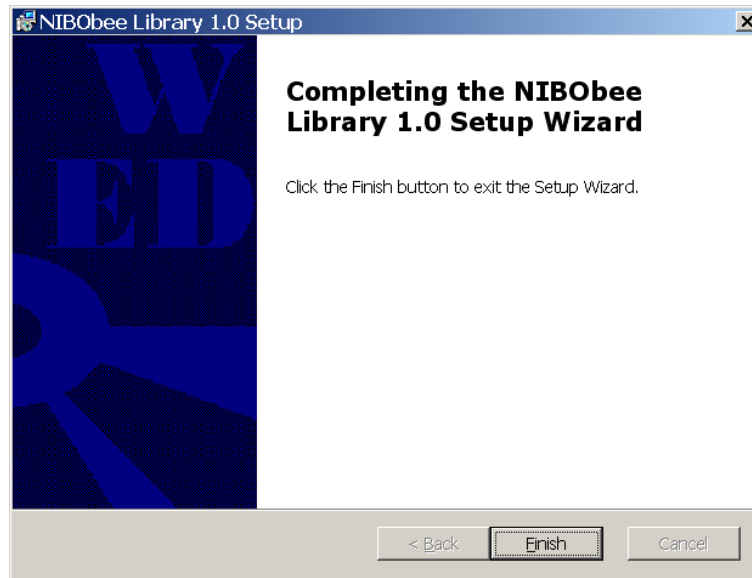 NIBObee Library 1.0 Setup
W
ED
Completing the NIBObee
Library 1.0 Setup Wizard
Click the Finish button to exit the Setup Wizard.
< Back
Finish
Cancel